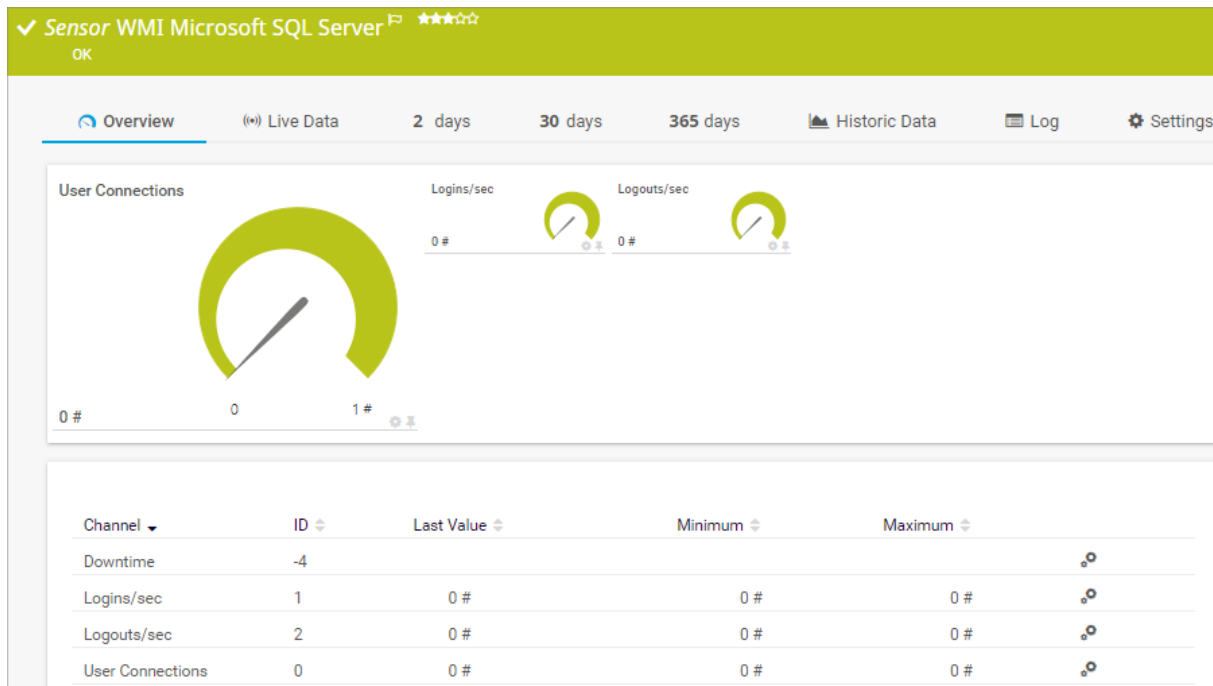 Sensor WMI Microsoft SQL Server
OK
Overview Live Data 2 days 30 days 365 days Historic Data Log Settings
User Connections
0 #
0 1 #
Logins/sec
0 #
Logouts/sec
0 #
Channel ID Last Value Minimum Maximum
Downtime -4
Logins/sec 1 0 # 0 # 0 #
Logouts/sec 2 0 # 0 # 0 #
User Connections 0 0 # 0 # 0 #